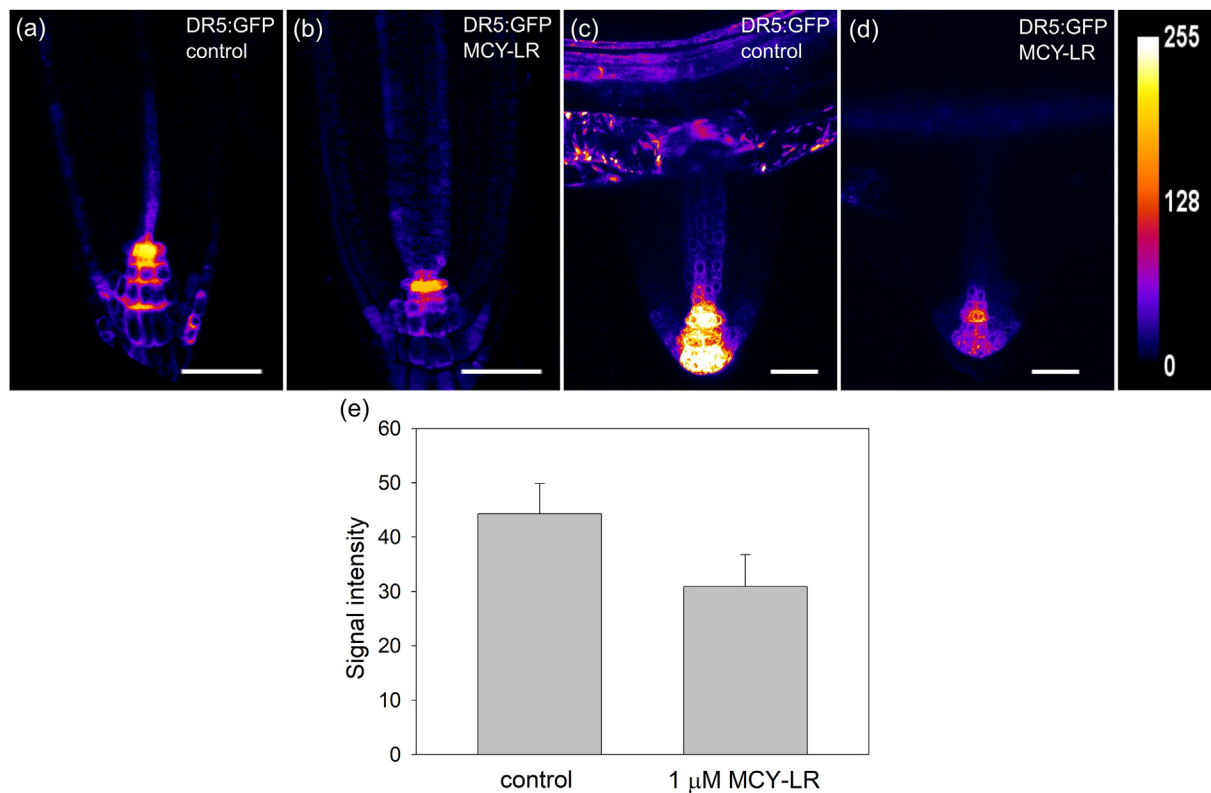 (a)
DR5:GFP
control
(b)
DR5:GFP
MCY-LR
(c)
DR5:GFP
control
(d)
DR5:GFP
MCY-LR
255
128
0
(e)
60
50
40
30
20
10
0
Signal intensity
control
1 μM MCY-LR